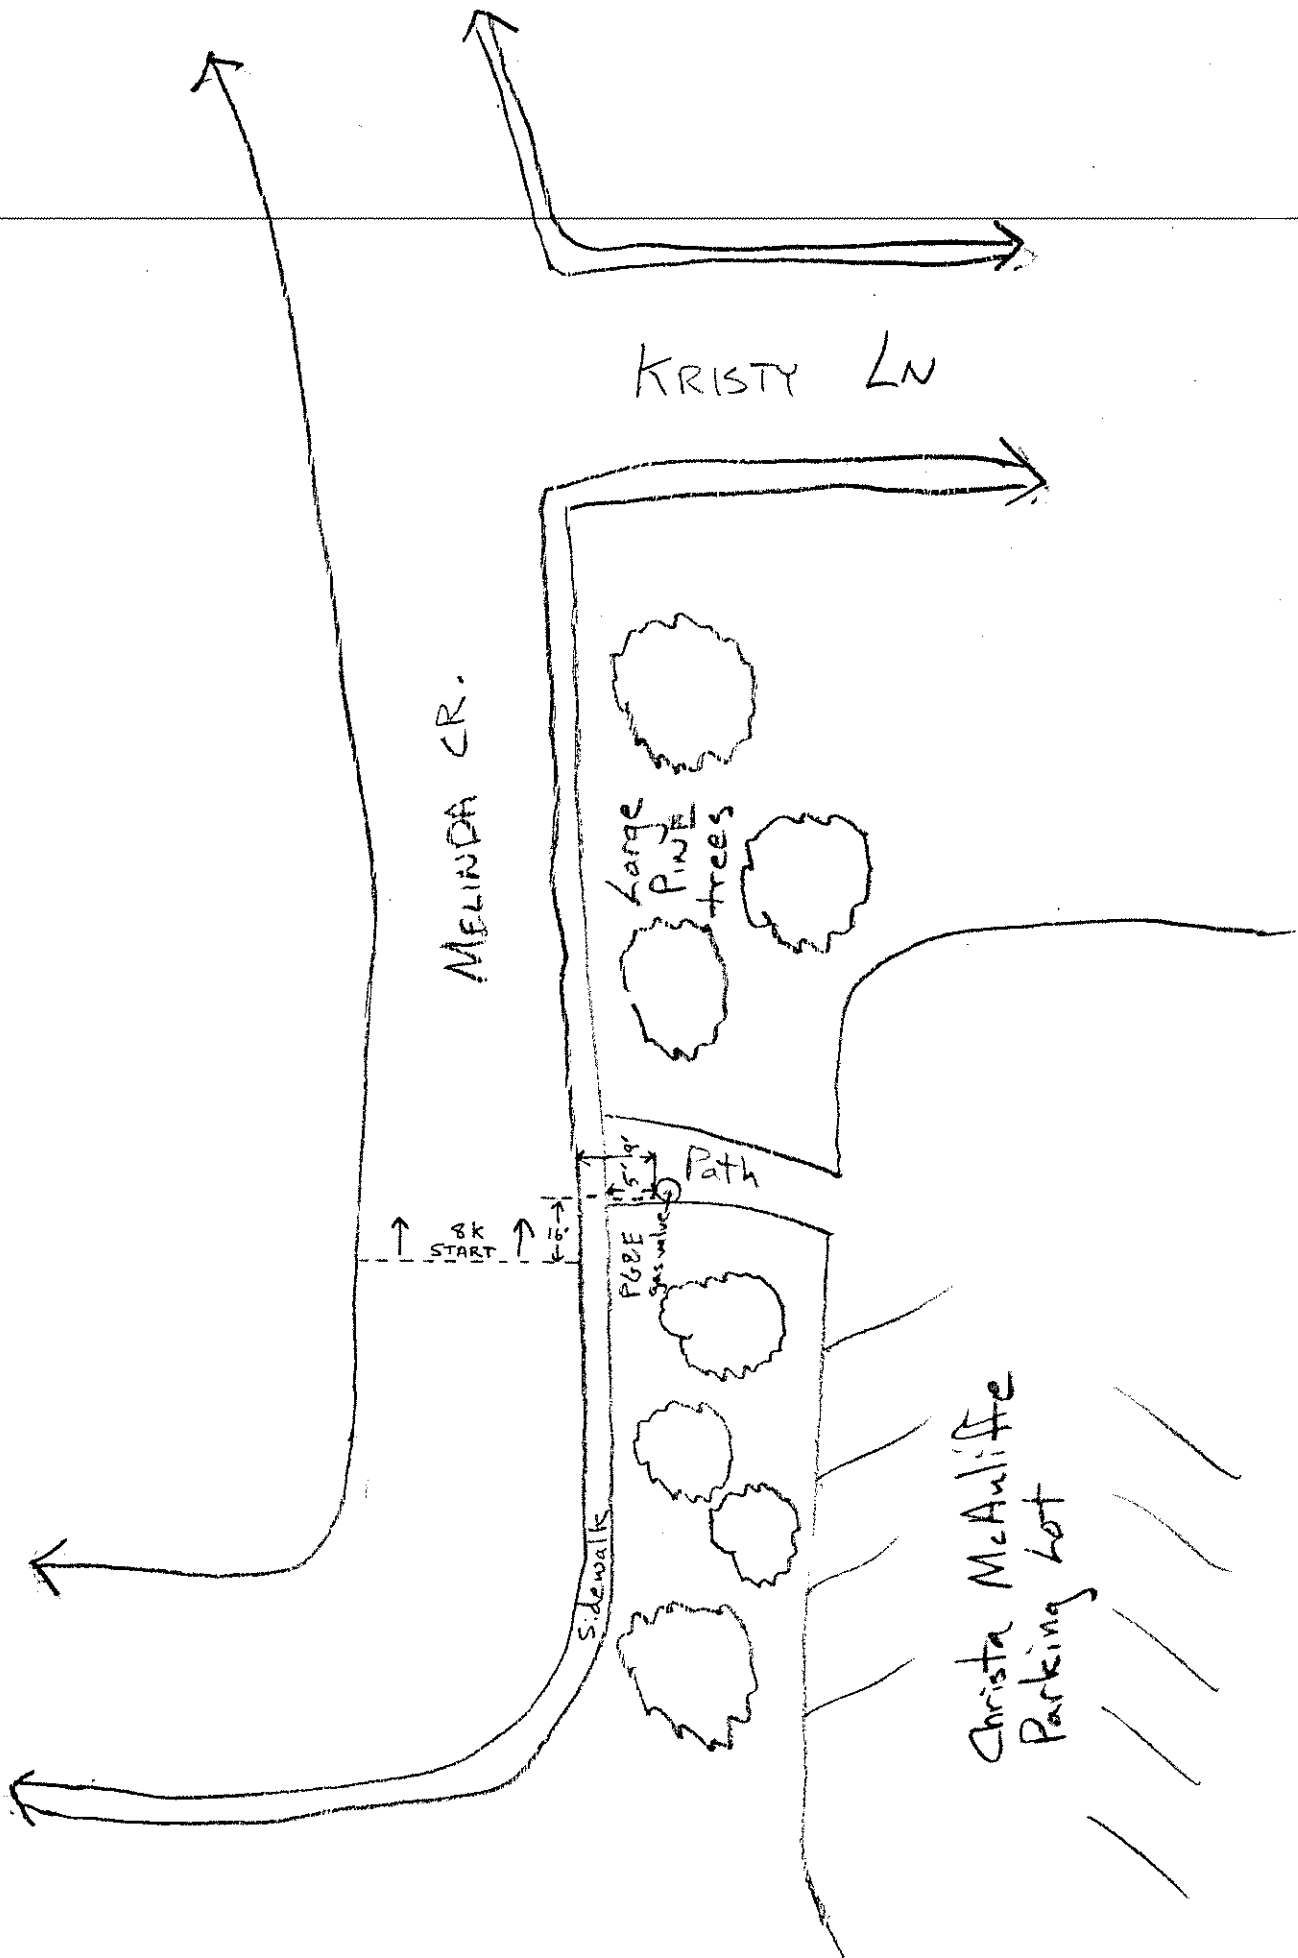 KRISTY LN
MELINDA CR.
Large
PINE
trees
9'
5'
Path
8K
START
16'
PG&E
gas valve
Sidewalk
Christa McAuliffe
Parking Lot